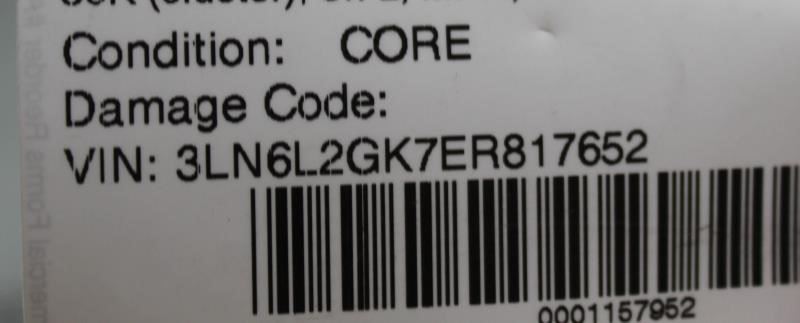 Condition: CORE
Damage Code:
VIN: 3LN6L2GK7ER817652
0001157952